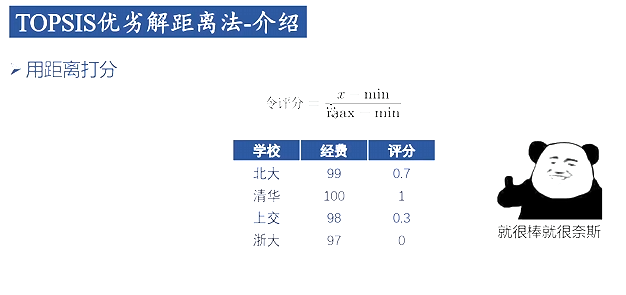 TOPSIS优劣解距离法-介绍
➢ 用距离打分
令评分 = x − min / max − min
学校 经费 评分
北大 99 0.7
清华 100 1
上交 98 0.3
浙大 97 0
就很棒就很奈斯